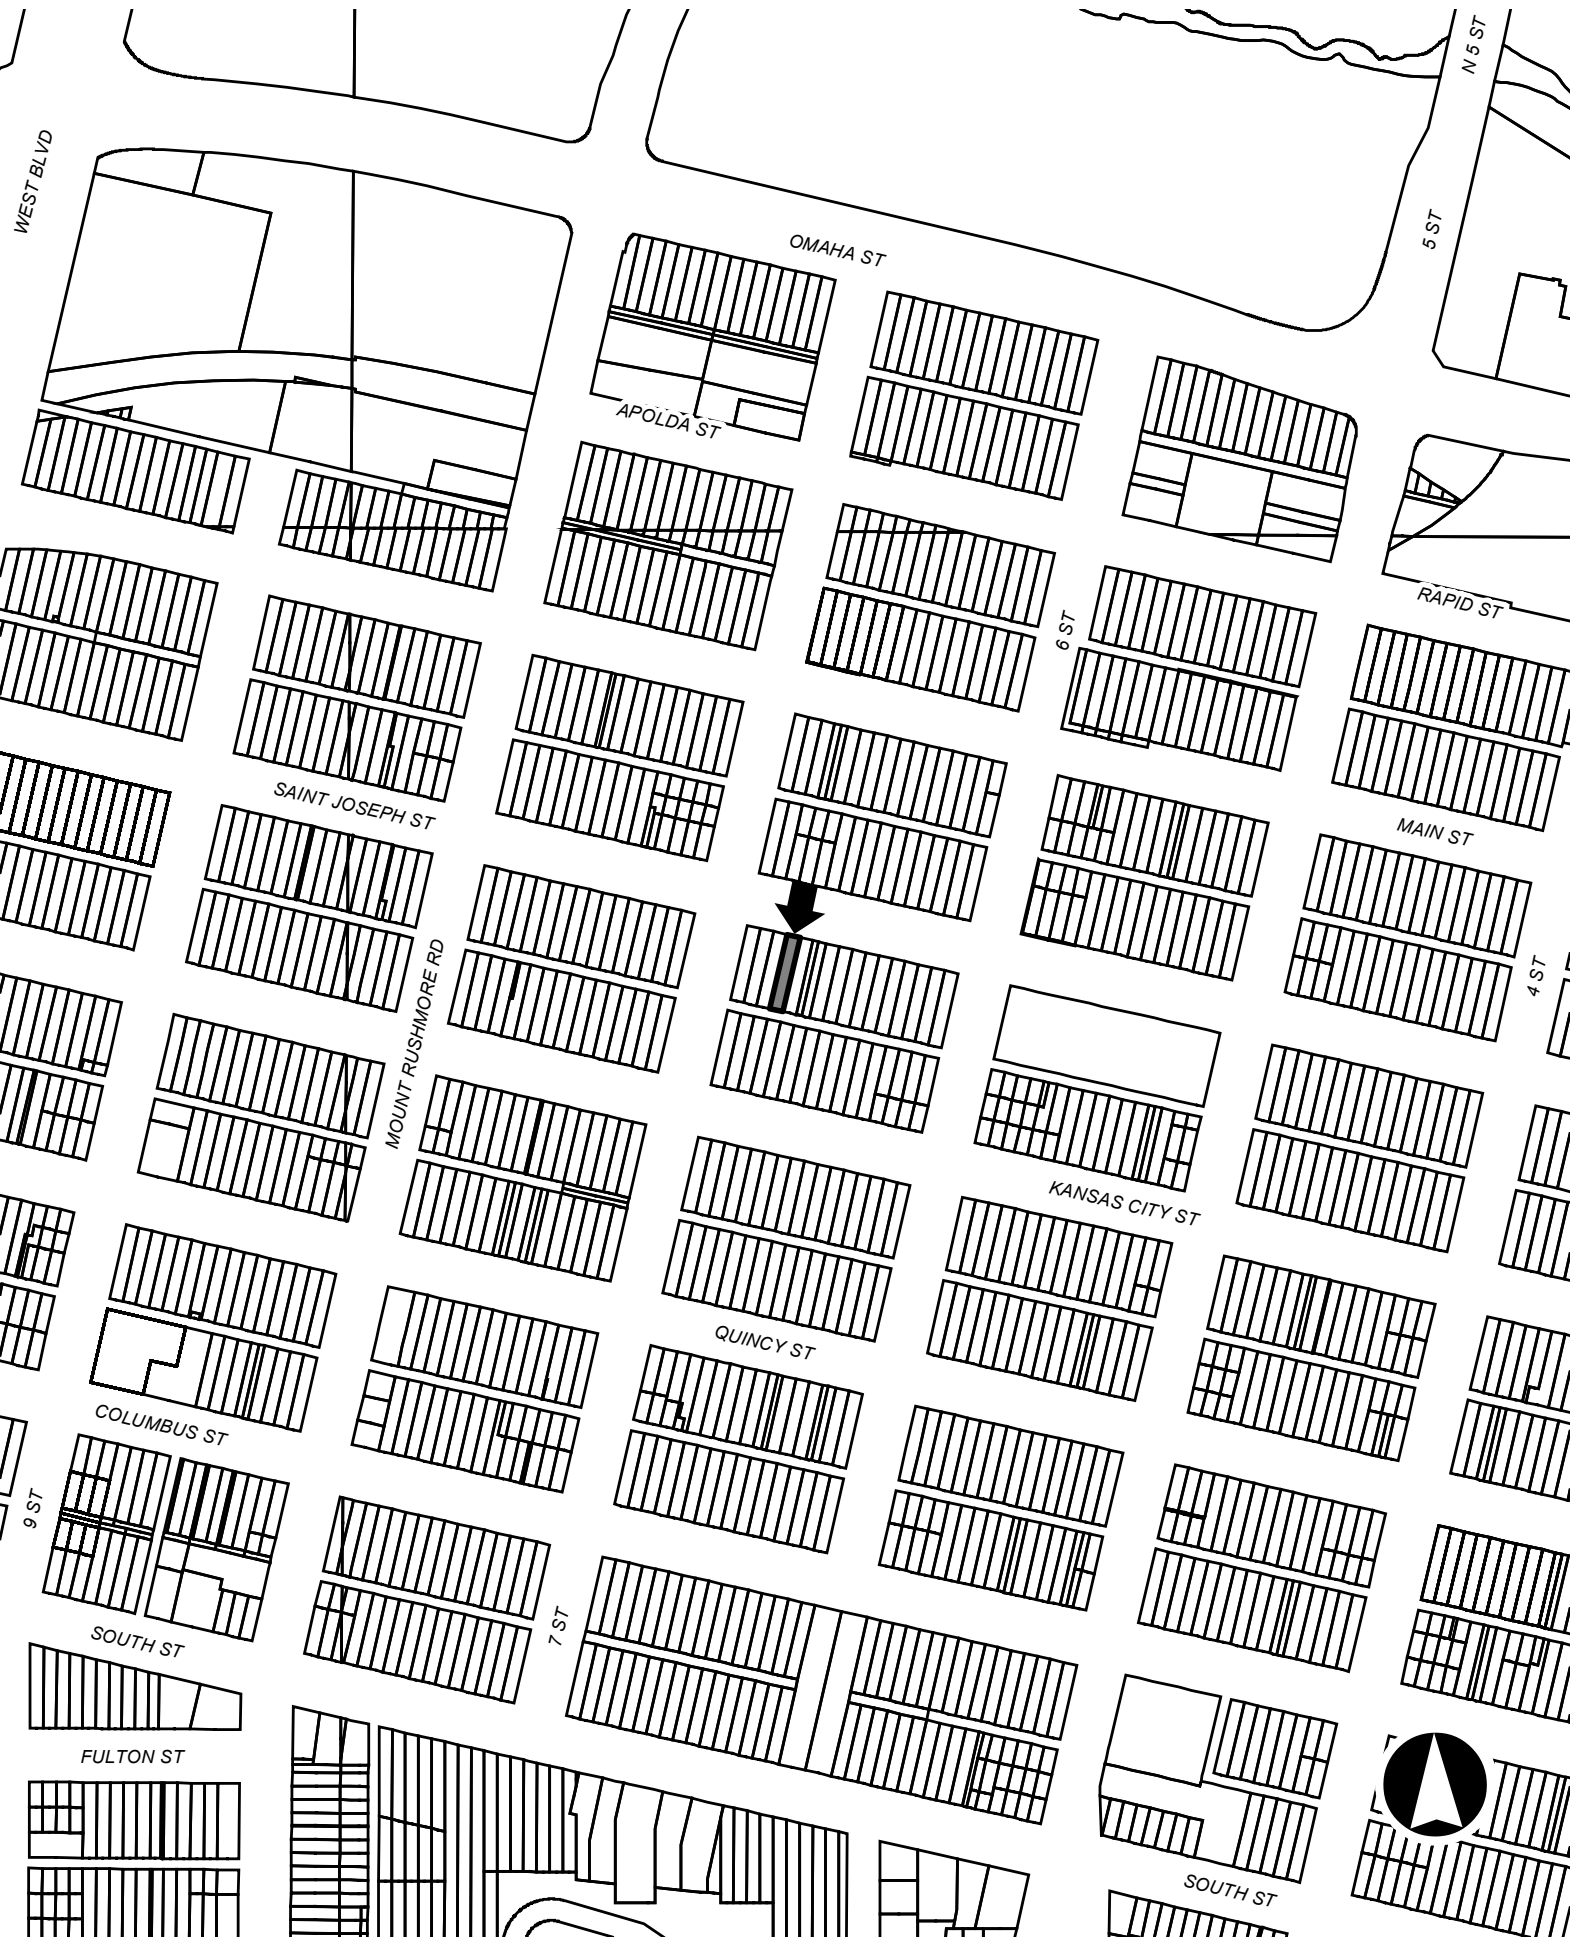 N 5 ST
WEST BLVD
5 ST
OMAHA ST
APOLDA ST
RAPID ST
6 ST
SAINT JOSEPH ST
MAIN ST
4 ST
MOUNT RUSHMORE RD
KANSAS CITY ST
QUINCY ST
COLUMBUS ST
9 ST
7 ST
SOUTH ST
FULTON ST
SOUTH ST